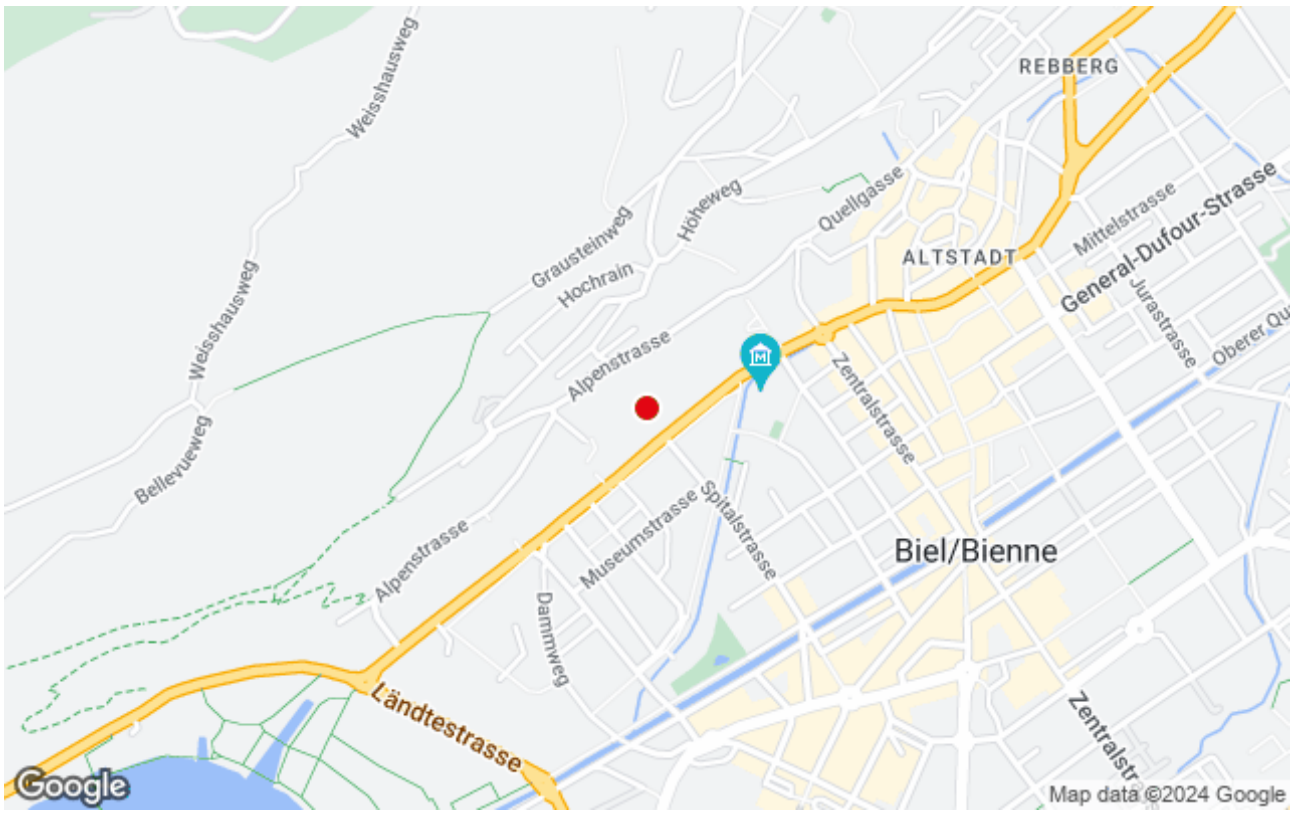 Weisshausweg
REBBERG
Quellgasse
Mittelstrasse
General-Dufour-Strasse
Höheweg
Grausteinweg
ALTSTADT
Hochrain
Weisshausweg
Jurastrasse
Oberer Qu
Alpenstrasse
M
Zentralstrasse
Bellevueweg
Spitalstrasse
Museumstrasse
Alpenstrasse
Biel/Bienne
Dammweg
Ländtestrasse
Zentralstr
Google
Map data ©2024 Google